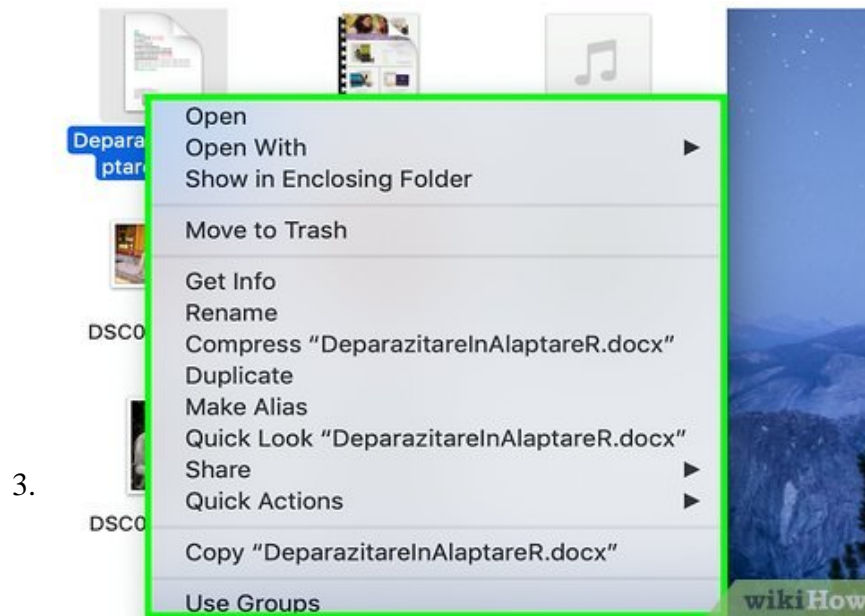 Open
Open With
Show in Enclosing Folder
Depara
ptare
Move to Trash
Get Info
Rename
DSC0
Compress “DeparazitareInAlaptareR.docx”
Duplicate
Make Alias
Quick Look “DeparazitareInAlaptareR.docx”
3.
Share
Quick Actions
DSC0
Copy “DeparazitareInAlaptareR.docx”
Use Groups
wikiHow